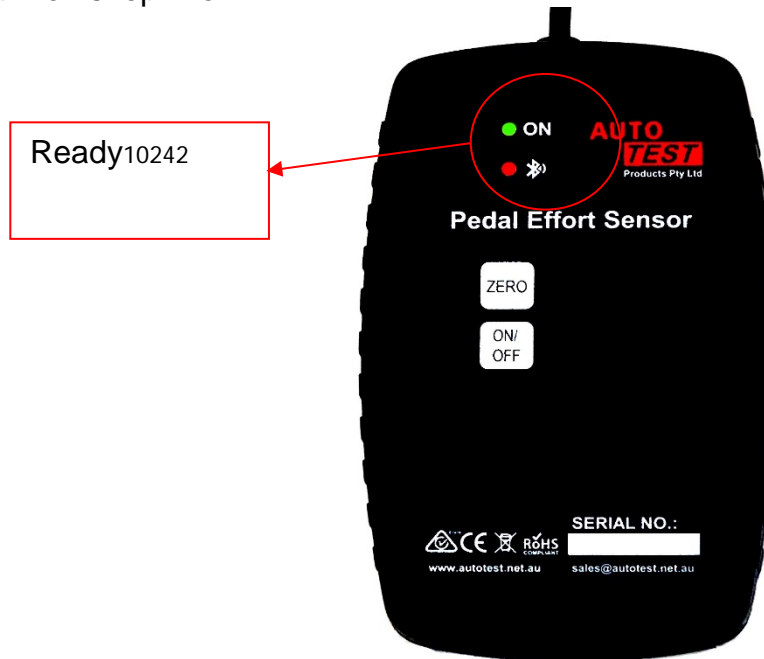 Ready10242
ON
AUTO
TEST
Products Pty Ltd
Pedal Effort Sensor
ZERO
ON/
OFF
SERIAL NO.:
CE RoHS
COMPLIANT
www.autotest.net.au sales@autotest.net.au